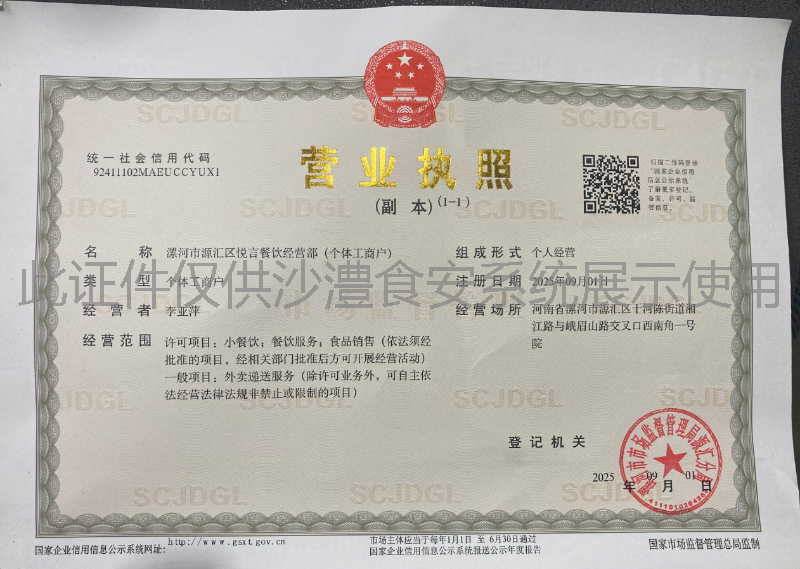 统一社会信用代码
92411102MAEUCCYUX1
营业执照
(副 本)(1-1)
扫描二维码登录
"国家企业信用
信息公示系统"
了解更多登记、
备案、许可、监
管信息。
名 称 漯河市源汇区悦言餐饮经营部（个体工商户）
组成形式 个人经营
类 型 个体工商户
注册日期 2025年09月01日
此证件仅供沙澧食安系统展示使用
经 营 者 李亚萍
经营场所 河南省漯河市源汇区干河陈街道湘
江路与峨眉山路交叉口西南角一号
院
经营范围 许可项目：小餐饮；餐饮服务；食品销售（依法须经
批准的项目，经相关部门批准后方可开展经营活动）
一般项目：外卖递送服务（除许可业务外，可自主依
法经营法律法规非禁止或限制的项目）
登记机关
2025 年 09 月 01 日
国家企业信用信息公示系统网址：
http://www.gsxt.gov.cn
市场主体应当于每年1月1日 至 6月30日通过
国家企业信用信息公示系统报送公示年度报告
国家市场监督管理总局监制
SCJDGL